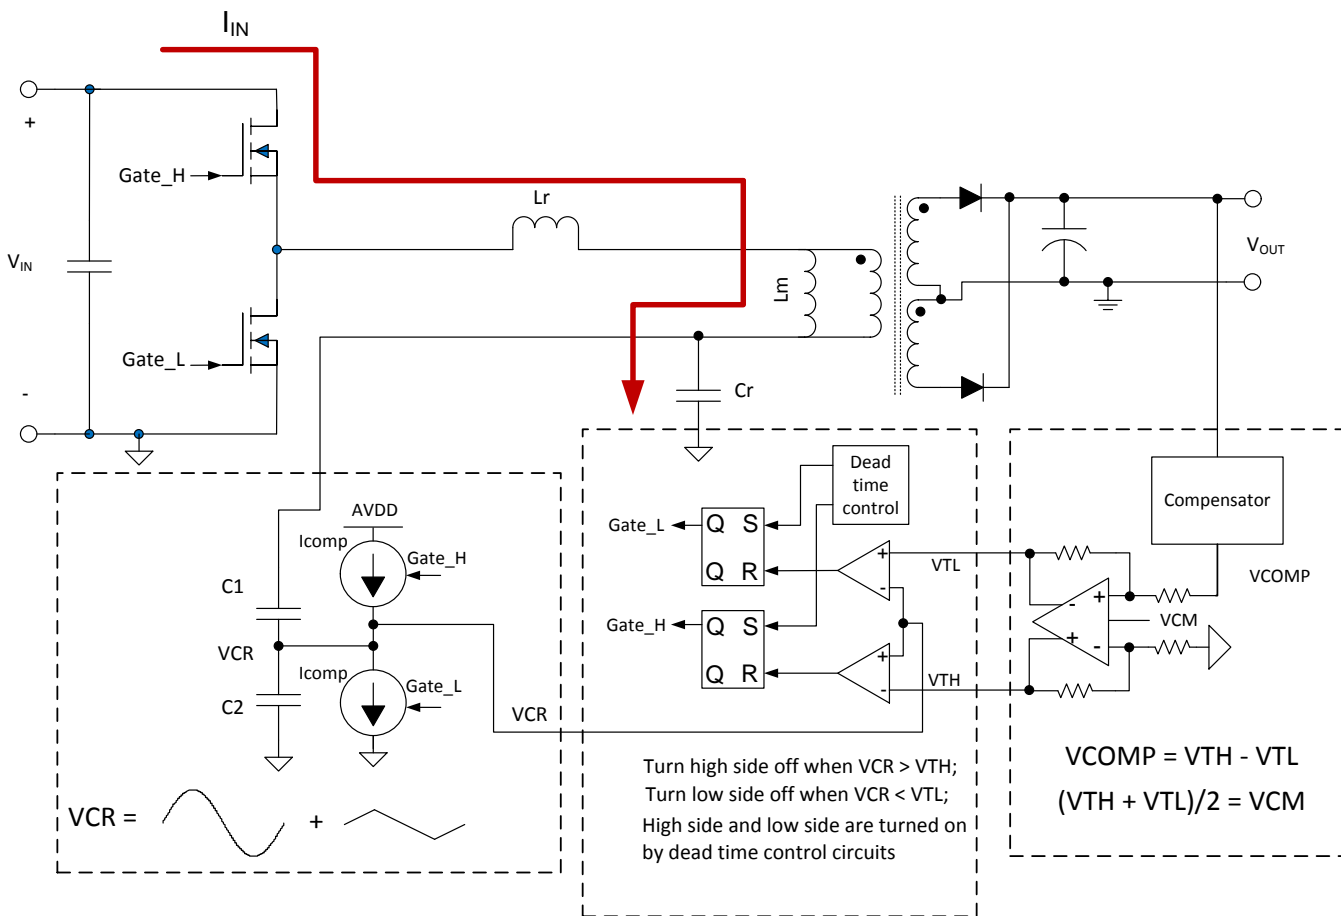 I_IN
+
Gate_H
Lr
V_IN
V_OUT
Lm
Gate_L
-
Cr
AVDD
Icomp
Gate_H
C1
VCR
Icomp
Gate_L
C2
VCR
VCR =
+
Dead
time
control
Gate_L
Q S
Q R
+
-
VTL
Gate_H
Q S
Q R
+
-
VTH
Turn high side off when VCR > VTH;
Turn low side off when VCR < VTL;
High side and low side are turned on
by dead time control circuits
Compensator
VCOMP
- +
VCM
+ -
VCOMP = VTH - VTL
(VTH + VTL)/2 = VCM